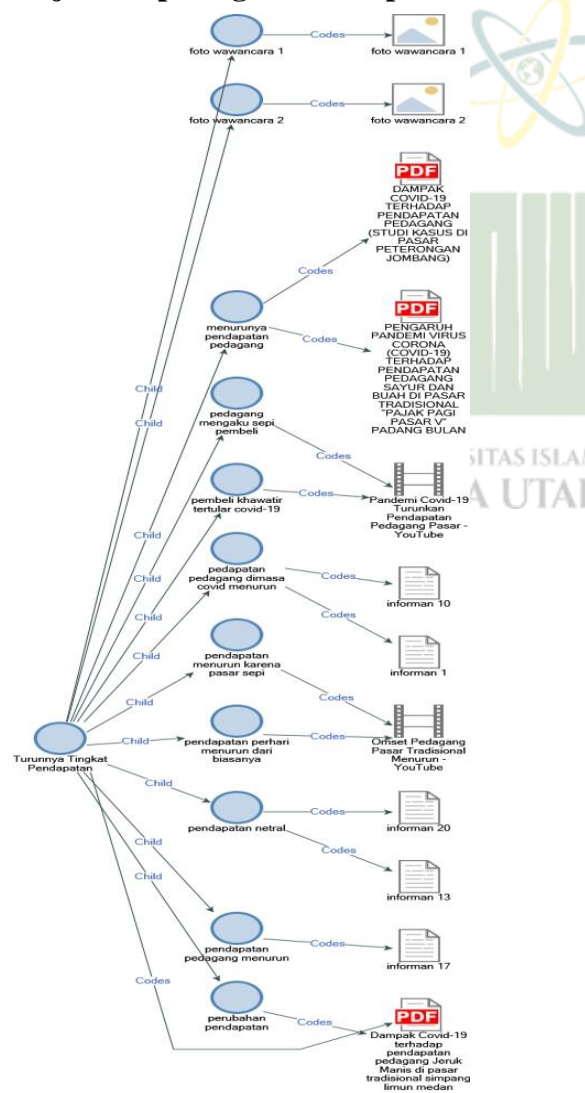 Codes
foto wawancara 1
foto wawancara 1
Codes
foto wawancara 2
foto wawancara 2
PDF
DAMPAK
COVID-19
TERHADAP
PENDAPATAN
PEDAGANG
(STUDI KASUS DI
PASAR
PETERONGAN
JOMBANG)
Codes
menurunya
pendapatan
pedagang
Codes
PDF
PENGARUH
PANDEMI VIRUS
CORONA
(COVID-19)
TERHADAP
PENDAPATAN
PEDAGANG
SAYUR DAN
BUAH DI PASAR
TRADISIONAL
"PAJAK PAGI
PASAR V"
PADANG BULAN
Child
Child
pedagang
mengaku sepi
pembeli
Codes
SITAS ISLAM
A UTAR
pembeli khawatir
tertular covid-19
Codes
Pandemi Covid-19
Turunkan
Pendapatan
Pedagang Pasar -
YouTube
Child
pedapatan
pedagang dimasa
covid menurun
Codes
informan 10
Child
Codes
informan 1
Child
Child
pendapatan
menurun karena
pasar sepi
Codes
Child
Turunnya Tingkat
Pendapatan
Child
pendapatan perhari
menurun dari
biasanya
Codes
Omset Pedagang
Pasar Tradisional
Menurun -
YouTube
Child
pendapatan netral
Codes
informan 20
Codes
informan 13
Child
Child
pendapatan
pedagang menurun
Codes
informan 17
Codes
perubahan
pendapatan
Codes
PDF
Dampak Covid-19
terhadap
pendapatan
pedagang Jeruk
Manis di pasar
tradisional simpang
limun medan